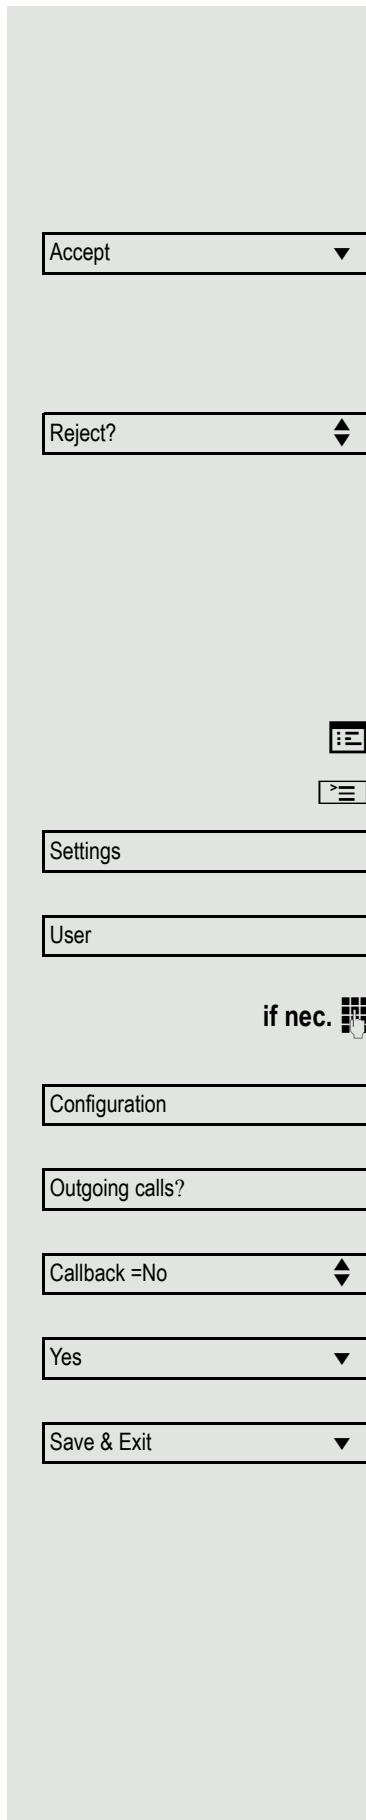 Accept
Reject?
Settings
User
if nec.
Configuration
Outgoing calls?
Callback =No
Yes
Save & Exit